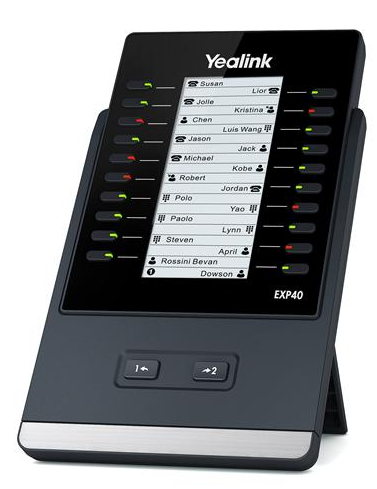 Yealink
Susan
Lior
Jolle
Kristina
Chen
Luis Wang
Jason
Jack
Michael
Kobe
Robert
Jordan
Polo
Yao
Paolo
Lynn
Steven
April
Rossini Bevan
1
Dowson
EXP40
1
2